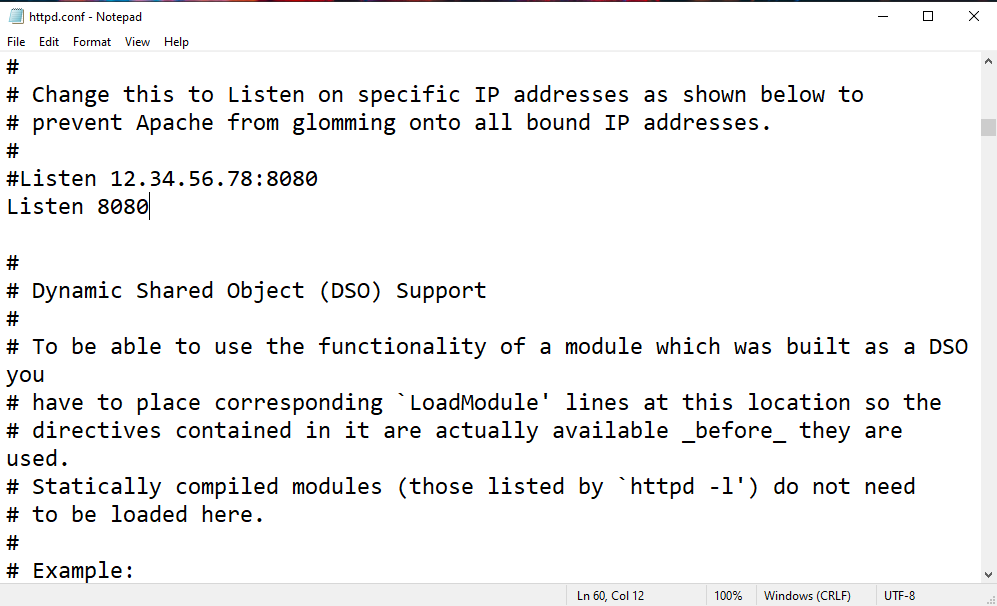 httpd.conf - Notepad
File Edit Format View Help
#
# Change this to Listen on specific IP addresses as shown below to
# prevent Apache from glomming onto all bound IP addresses.
#
#Listen 12.34.56.78:8080
Listen 8080
#
# Dynamic Shared Object (DSO) Support
#
# To be able to use the functionality of a module which was built as a DSO
you
# have to place corresponding `LoadModule' lines at this location so the
# directives contained in it are actually available _before_ they are
used.
# Statically compiled modules (those listed by `httpd -l') do not need
# to be loaded here.
#
# Example:
Ln 60, Col 12 100% Windows (CRLF) UTF-8